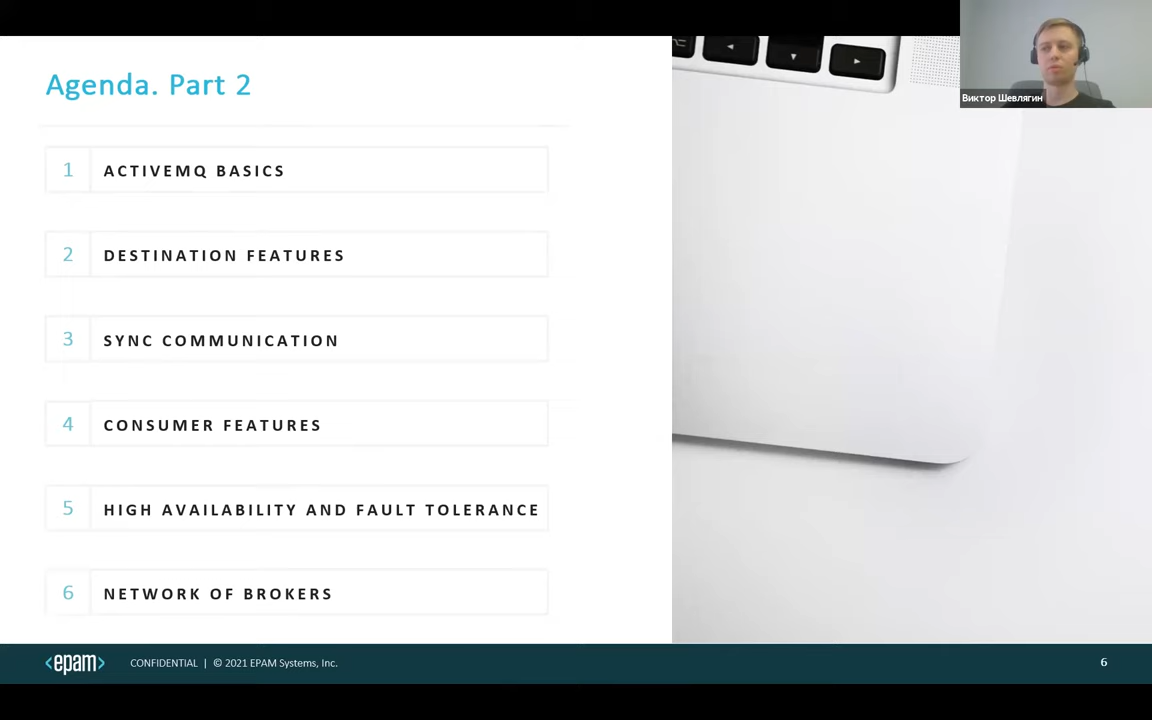 Agenda. Part 2
Виктор Шевлягин
1 ACTIVEMQ BASICS
2 DESTINATION FEATURES
3 SYNC COMMUNICATION
4 CONSUMER FEATURES
5 HIGH AVAILABILITY AND FAULT TOLERANCE
6 NETWORK OF BROKERS
<epam> CONFIDENTIAL | © 2021 EPAM Systems, Inc. 6